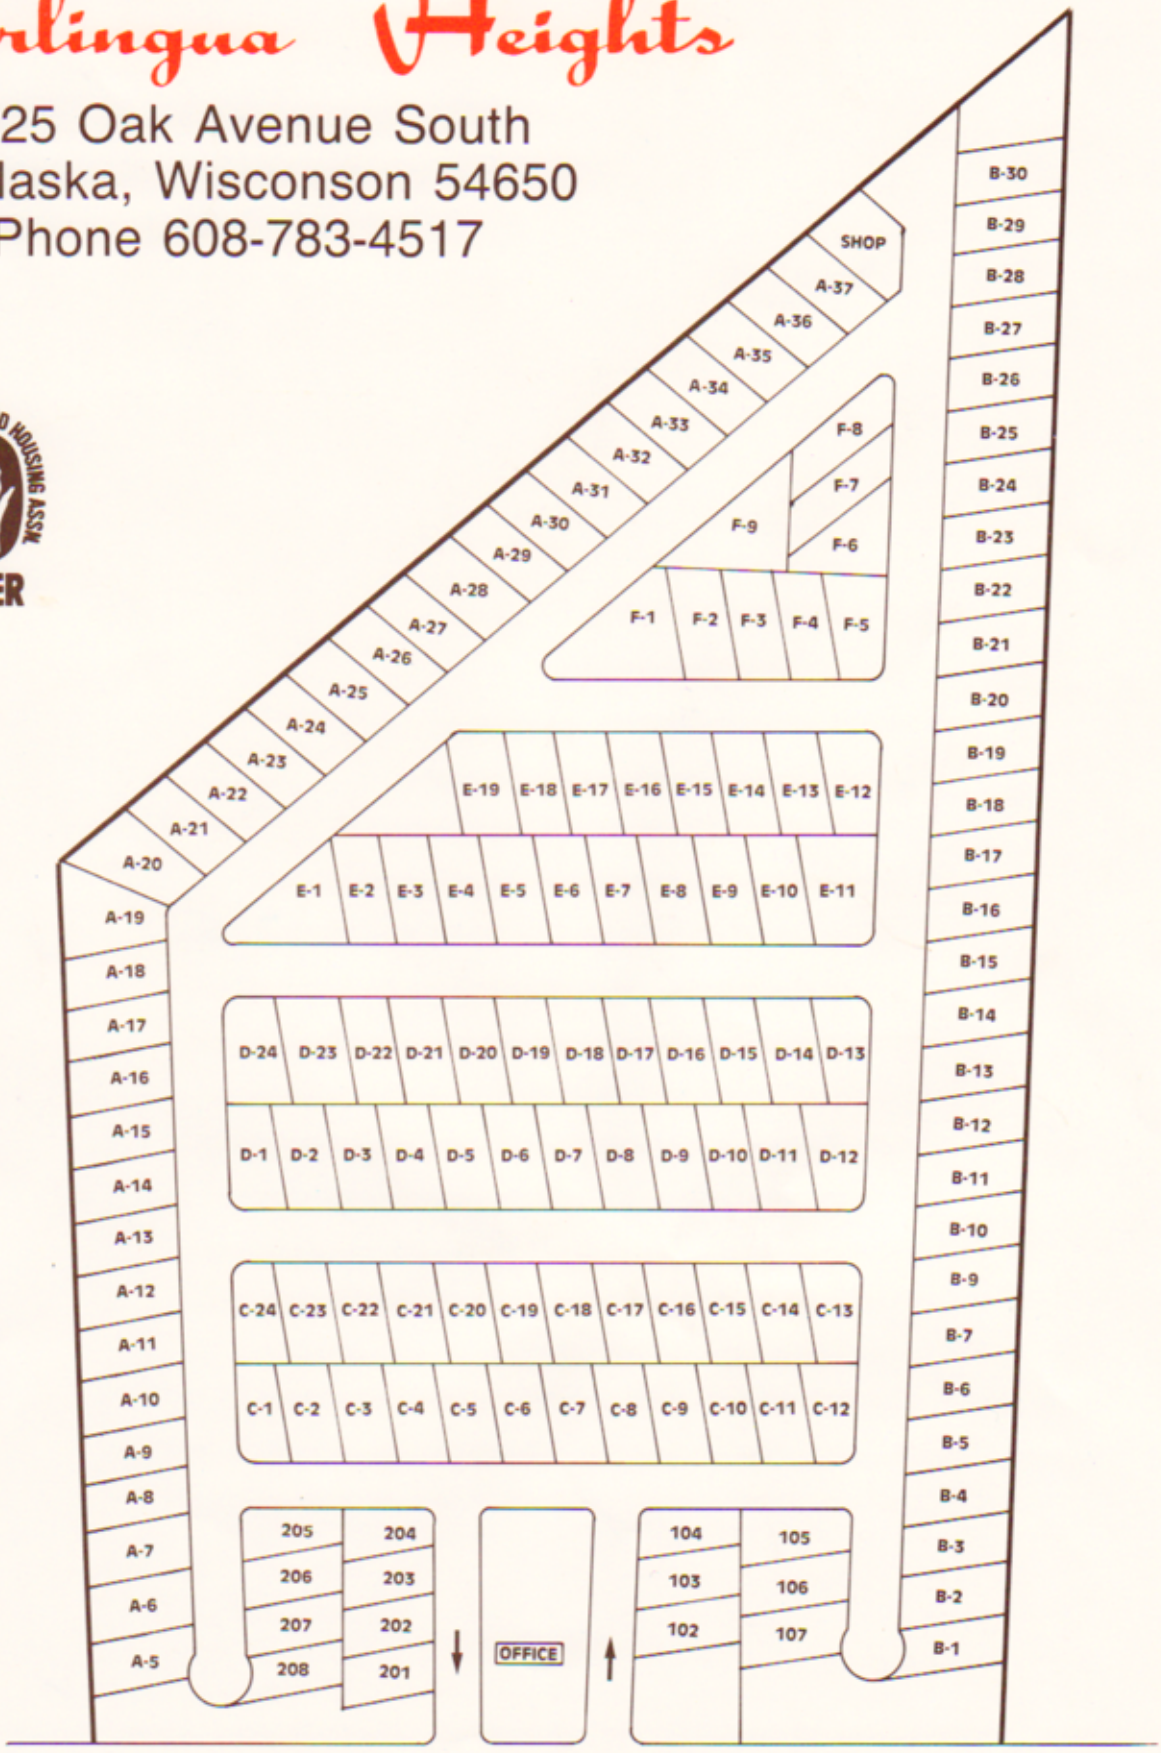 rlingua Heights
25 Oak Avenue South
laska, Wisconson 54650
Phone 608-783-4517
D HOUSING ASSN.
ER
SHOP
A-37
A-36
A-35
A-34
A-33
A-32
A-31
A-30
A-29
A-28
A-27
A-26
A-25
A-24
A-23
A-22
A-21
A-20
A-19
A-18
A-17
A-16
A-15
A-14
A-13
A-12
A-11
A-10
A-9
A-8
A-7
A-6
A-5
F-8
F-7
F-9
F-6
F-1 F-2 F-3 F-4 F-5
E-19 E-18 E-17 E-16 E-15 E-14 E-13 E-12
E-1 E-2 E-3 E-4 E-5 E-6 E-7 E-8 E-9 E-10 E-11
D-24 D-23 D-22 D-21 D-20 D-19 D-18 D-17 D-16 D-15 D-14 D-13
D-1 D-2 D-3 D-4 D-5 D-6 D-7 D-8 D-9 D-10 D-11 D-12
C-24 C-23 C-22 C-21 C-20 C-19 C-18 C-17 C-16 C-15 C-14 C-13
C-1 C-2 C-3 C-4 C-5 C-6 C-7 C-8 C-9 C-10 C-11 C-12
205 204
206 203
207 202
208 201
OFFICE
104 105
103 106
102 107
B-30
B-29
B-28
B-27
B-26
B-25
B-24
B-23
B-22
B-21
B-20
B-19
B-18
B-17
B-16
B-15
B-14
B-13
B-12
B-11
B-10
B-9
B-7
B-6
B-5
B-4
B-3
B-2
B-1